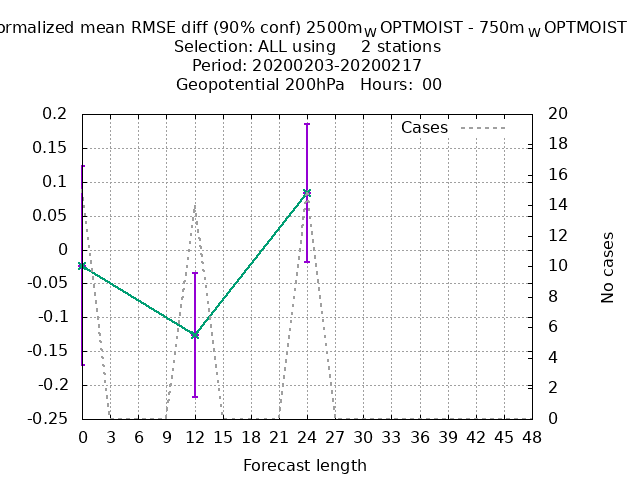 ormalized mean RMSE diff (90% conf) 2500m_W OPTMOIST - 750m_W OPTMOIST
Selection: ALL using 2 stations
Period: 20200203-20200217
Geopotential 200hPa Hours: 00
Cases
0.2
0.15
0.1
0.05
0
-0.05
-0.1
-0.15
-0.2
-0.25
20
18
16
14
12
10
8
6
4
2
0
No cases
0 3 6 9 12 15 18 21 24 27 30 33 36 39 42 45 48
Forecast length